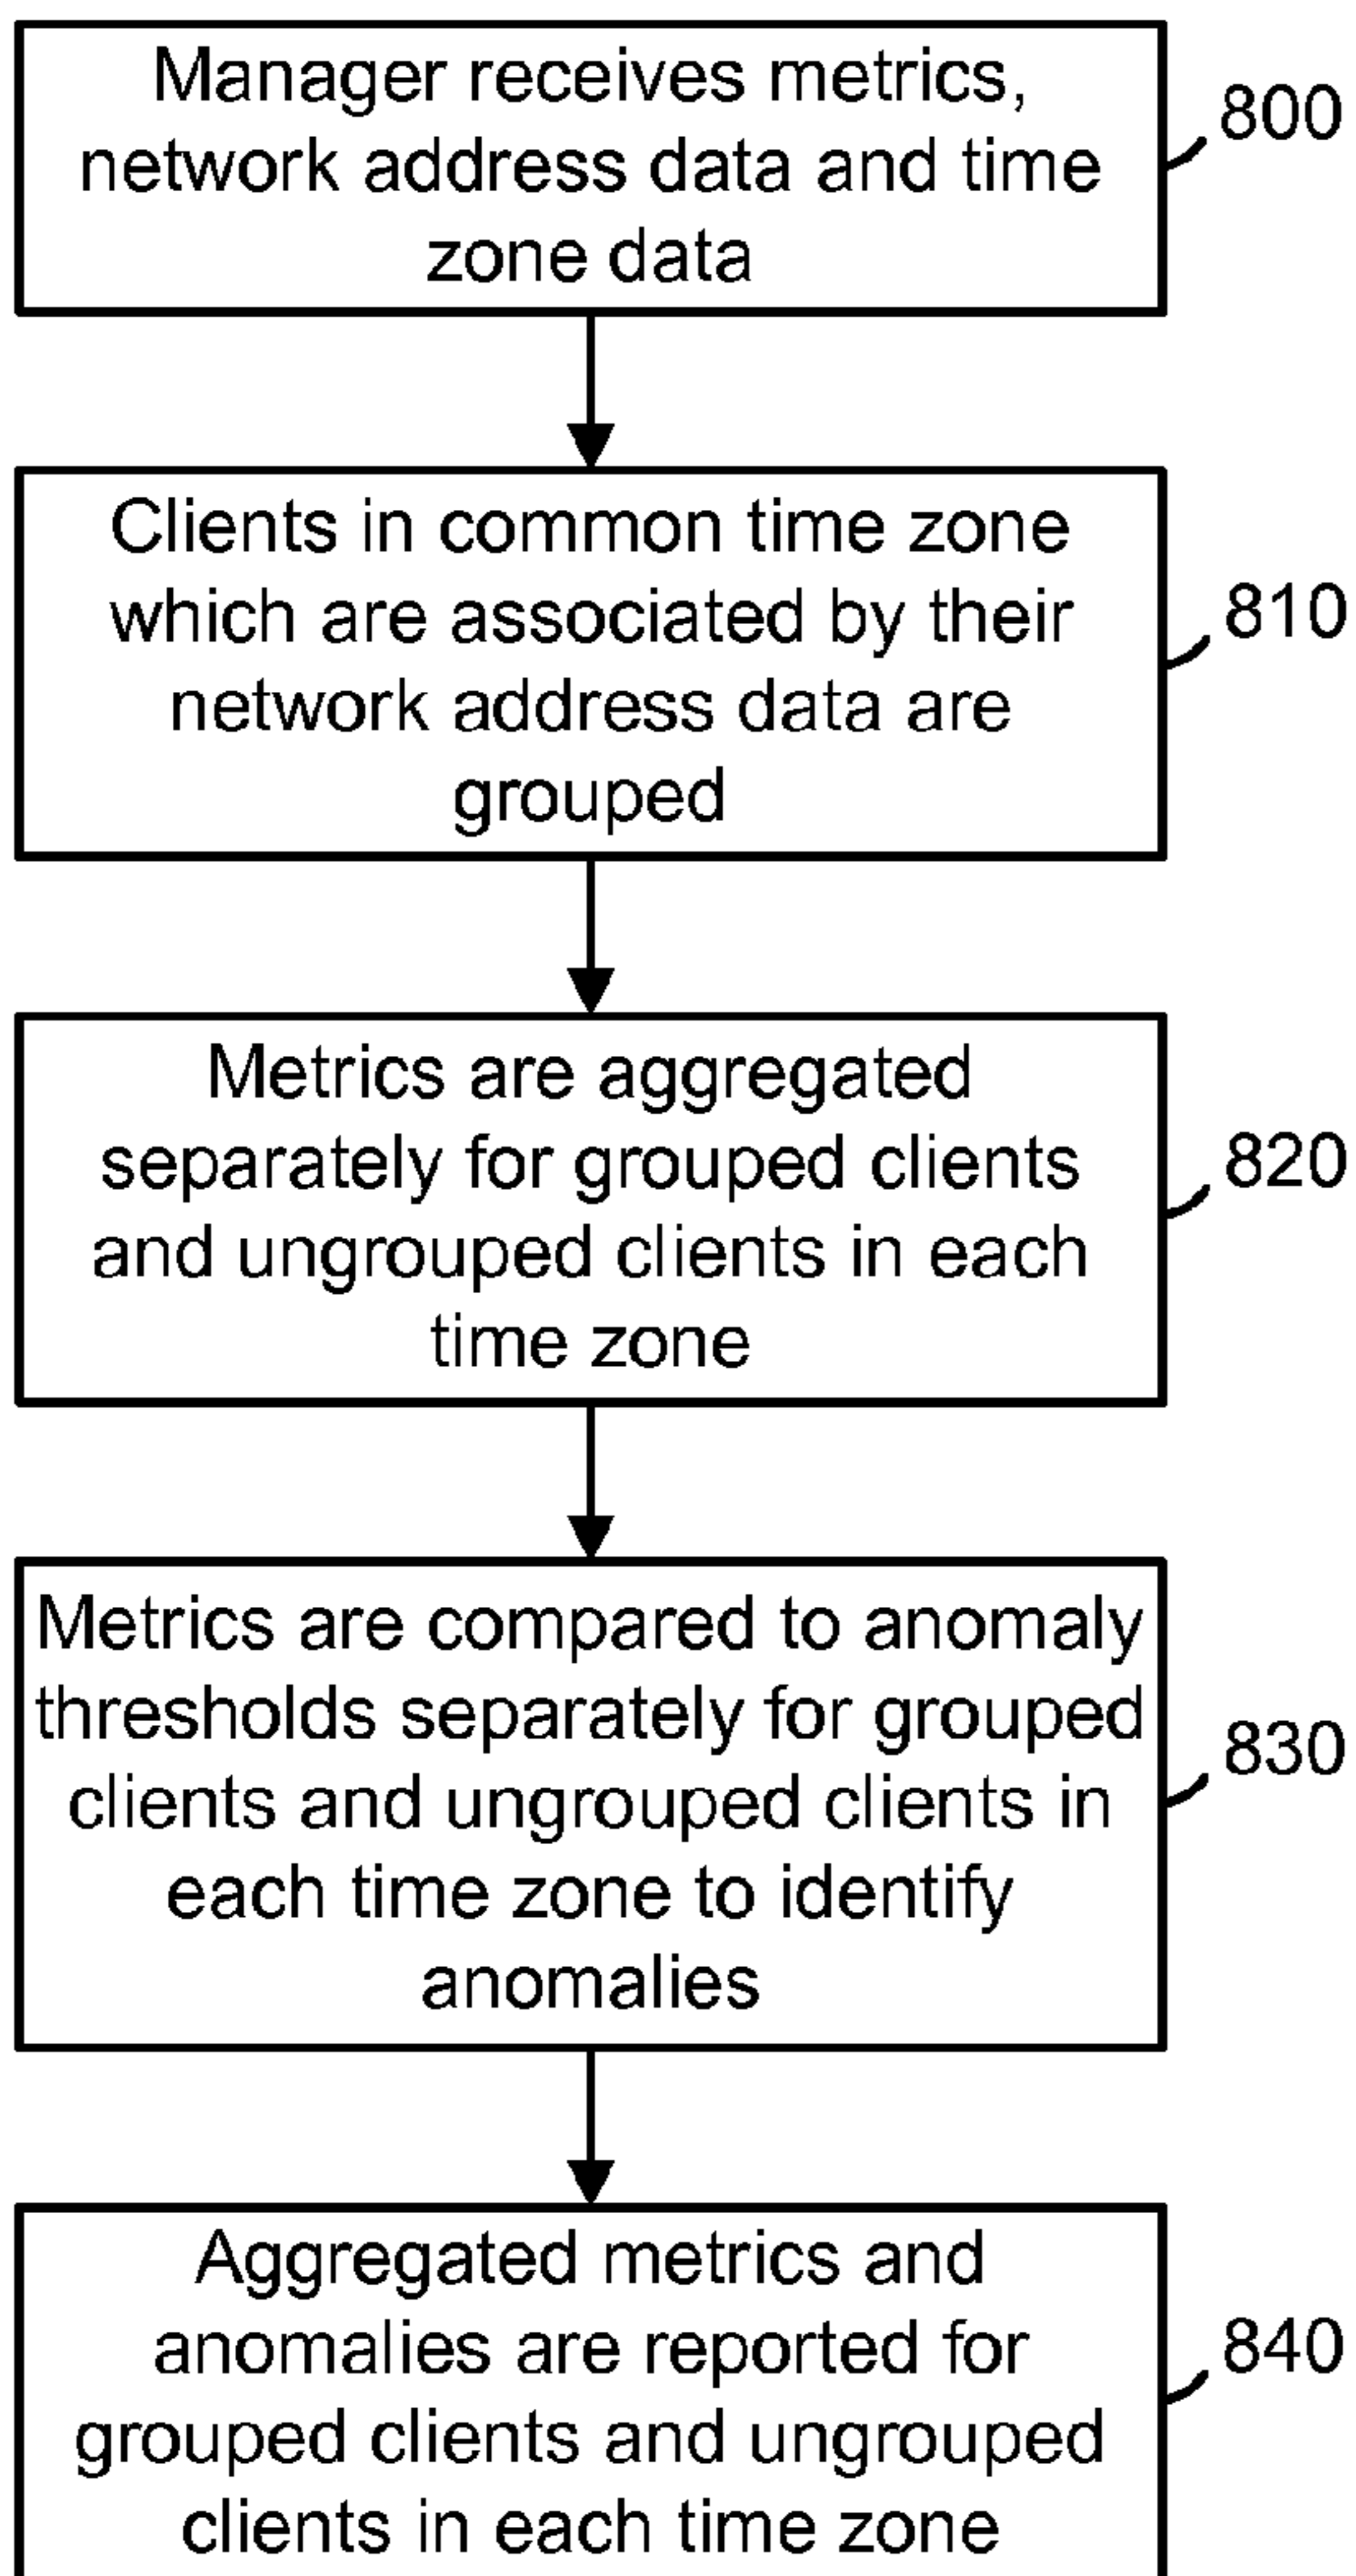 Manager receives metrics,
network address data and time
zone data
800
Clients in common time zone
which are associated by their
network address data are
grouped
810
Metrics are aggregated
separately for grouped clients
and ungrouped clients in each
time zone
820
Metrics are compared to anomaly
thresholds separately for grouped
clients and ungrouped clients in
each time zone to identify
anomalies
830
Aggregated metrics and
anomalies are reported for
grouped clients and ungrouped
clients in each time zone
840